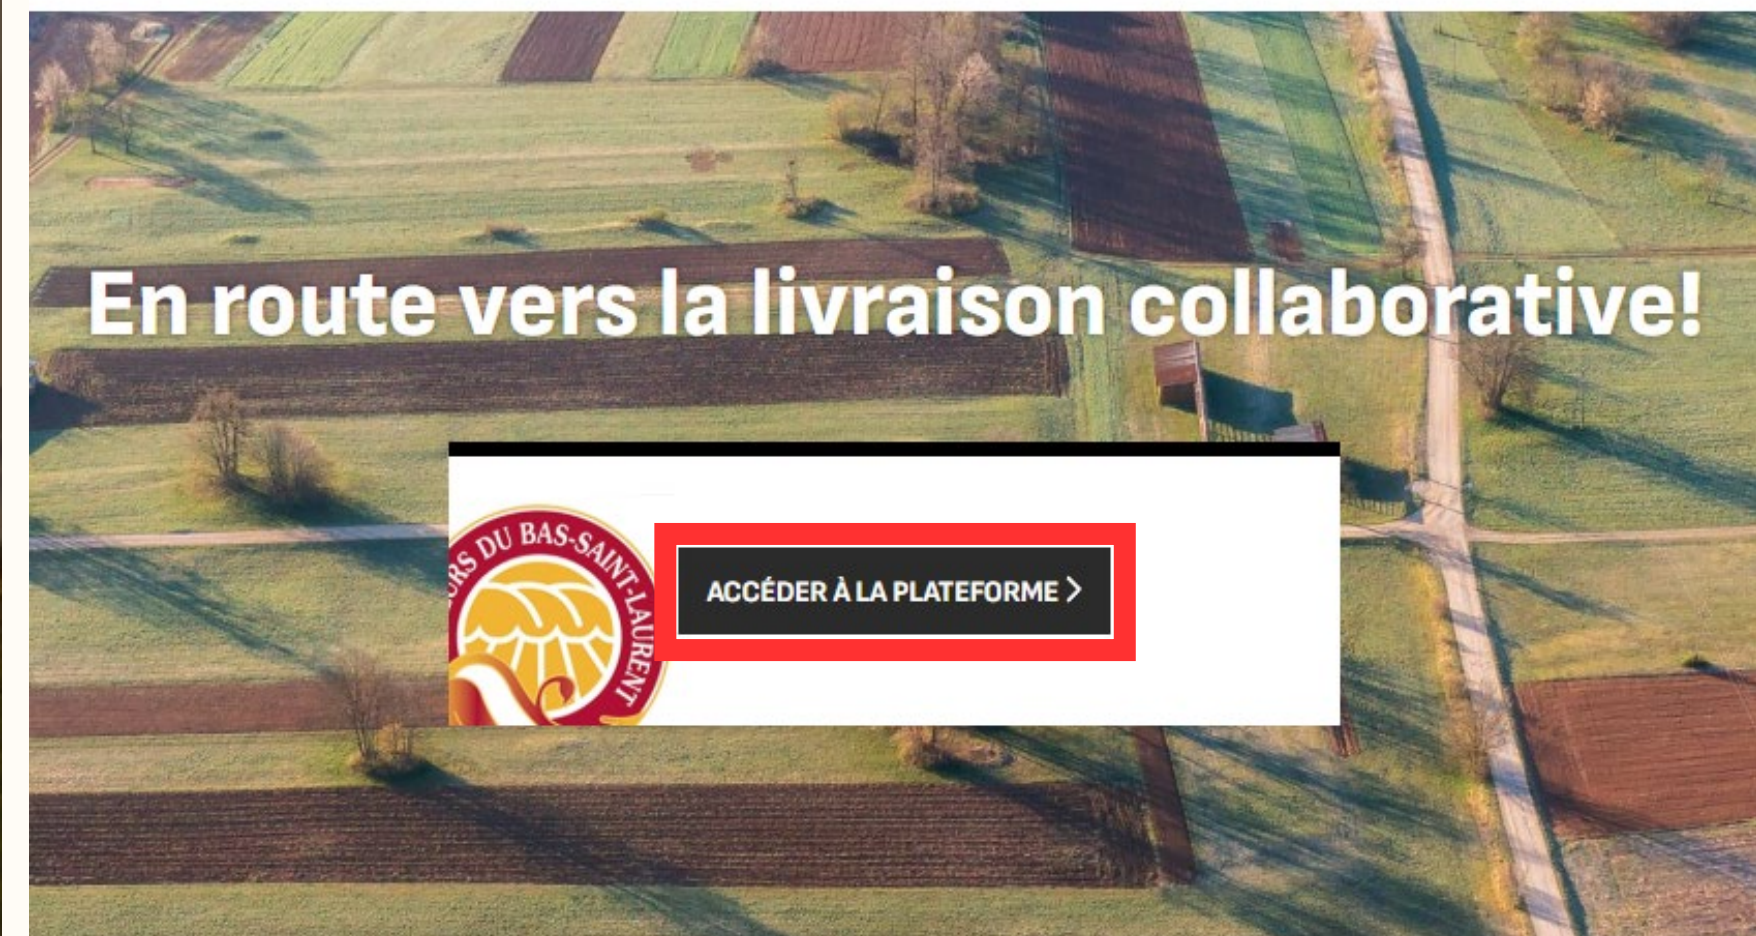 En route vers la livraison collaborative!
DU BAS-SAINT-LAURENT
ACCÉDER À LA PLATEFORME